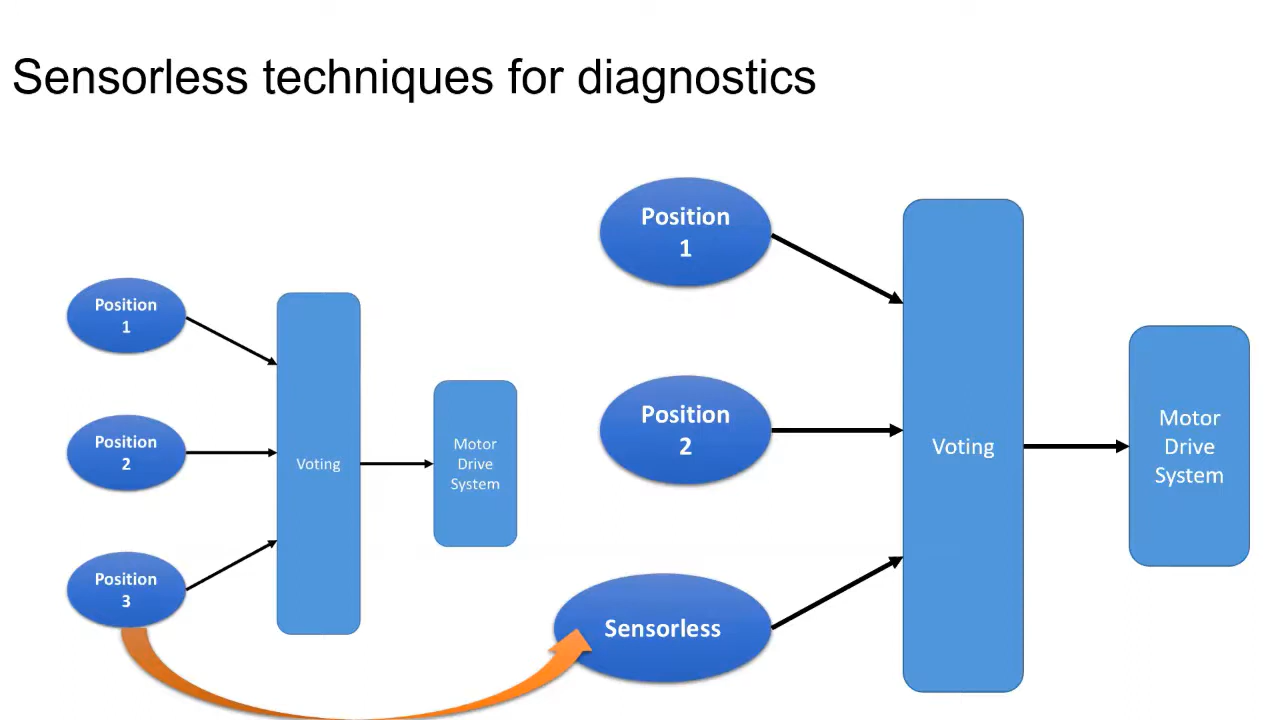 Sensorless techniques for diagnostics
Position
1
Position
2
Position
3
Voting
Motor
Drive
System
Position
1
Position
2
Sensorless
Voting
Motor
Drive
System